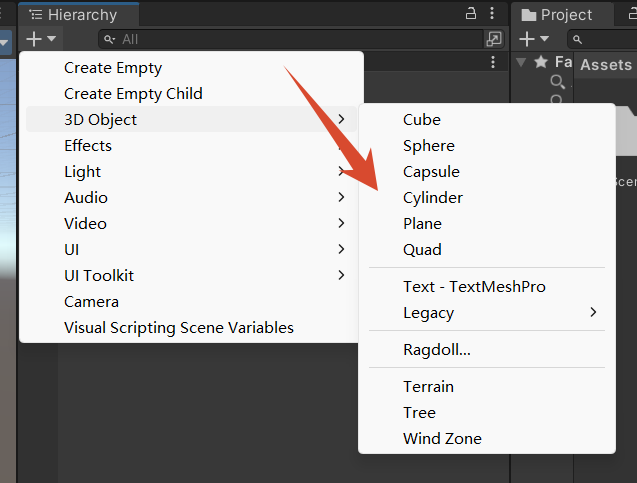 Hierarchy
Project
All
Fa
Assets
Create Empty
Create Empty Child
3D Object
Effects
Light
Audio
Video
UI
UI Toolkit
Camera
Visual Scripting Scene Variables
Cube
Sphere
Capsule
Cylinder
Plane
Quad
Text - TextMeshPro
Legacy
Ragdoll...
Terrain
Tree
Wind Zone
Scen